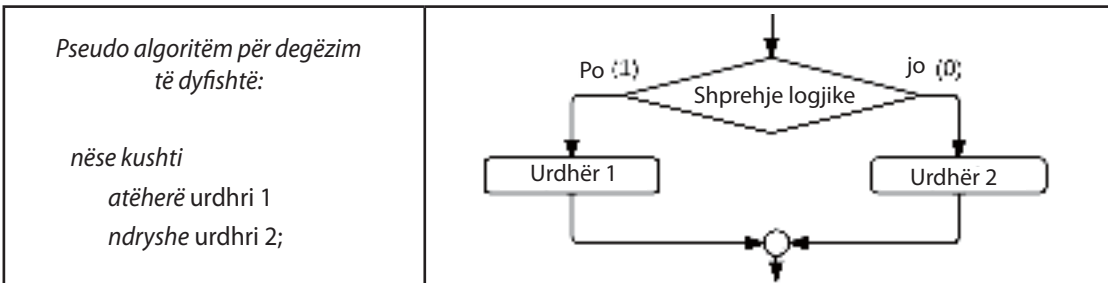 Pseudo algoritëm për degëzim
të dyfishtë:
nëse kushti
atëherë urdhri 1
ndryshe urdhri 2;
Po (1)
jo (0)
Shprehje logjike
Urdhër 1
Urdhër 2